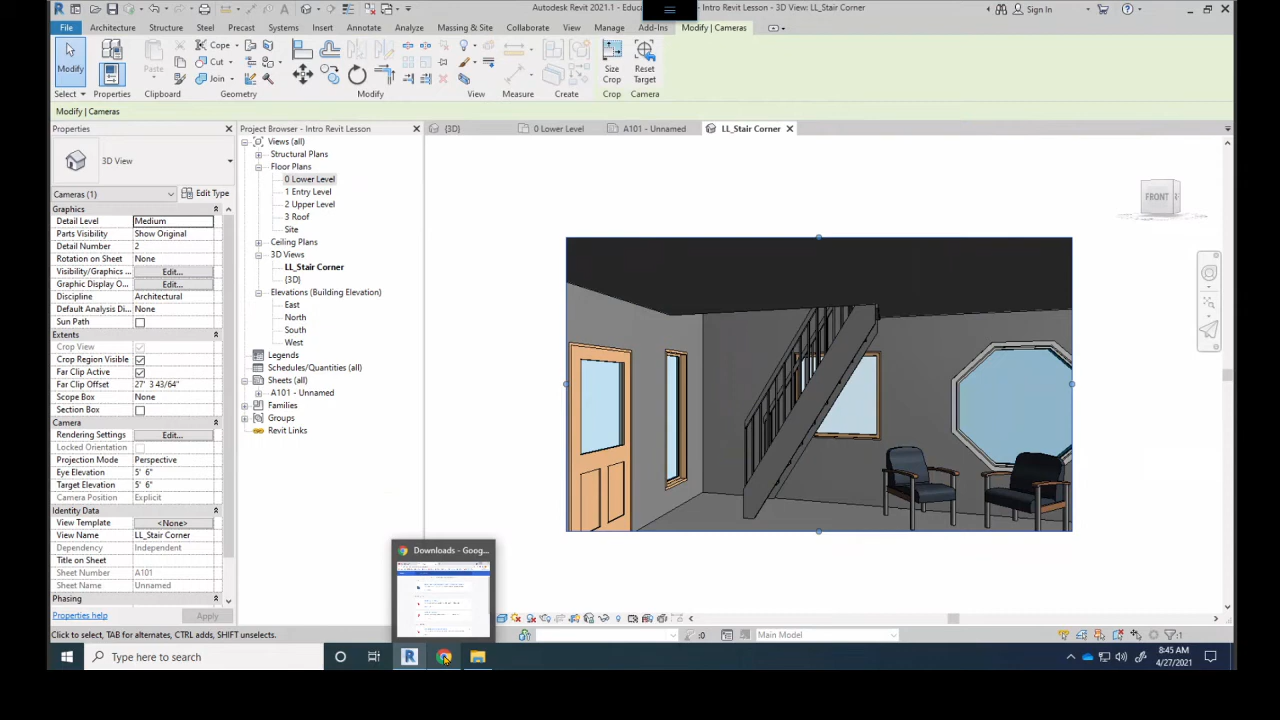 Autodesk Revit 2021.1 - Educa
Intro Revit Lesson - 3D View: LL_Stair Corner
Sign In
File Architecture Structure Steel Precast Systems Insert Annotate Analyze Massing & Site Collaborate View Manage Add-Ins Modify | Cameras
Modify
Properties
Paste
Cope
Cut
Join
Size
Crop
Reset
Target
Select
Properties
Clipboard
Geometry
Modify
View
Measure
Create
Crop
Camera
Modify | Cameras
Properties
3D View
Cameras (1)
Edit Type
Graphics
Detail Level Medium
Parts Visibility Show Original
Detail Number 2
Rotation on Sheet None
Visibility/Graphics ... Edit...
Graphic Display O... Edit...
Discipline Architectural
Default Analysis Di... None
Sun Path
Extents
Crop View
Crop Region Visible
Far Clip Active
Far Clip Offset 27' 3 43/64"
Scope Box None
Section Box
Camera
Rendering Settings Edit...
Locked Orientation
Projection Mode Perspective
Eye Elevation 5' 6"
Target Elevation 5' 6"
Camera Position Explicit
Identity Data
View Template <None>
View Name LL_Stair Corner
Dependency Independent
Title on Sheet
Sheet Number A101
Sheet Name Unnamed
Phasing
Properties help
Apply
Project Browser - Intro Revit Lesson
Views (all)
Structural Plans
Floor Plans
0 Lower Level
1 Entry Level
2 Upper Level
3 Roof
Site
Ceiling Plans
3D Views
LL_Stair Corner
{3D}
Elevations (Building Elevation)
East
North
South
West
Legends
Schedules/Quantities (all)
Sheets (all)
A101 - Unnamed
Families
Groups
Revit Links
{3D}
0 Lower Level
A101 - Unnamed
LL_Stair Corner
FRONT
Downloads - Goog...
Click to select, TAB for alternates, CTRL adds, SHIFT unselects.
:0
Main Model
:1
Type here to search
8:45 AM
4/27/2021